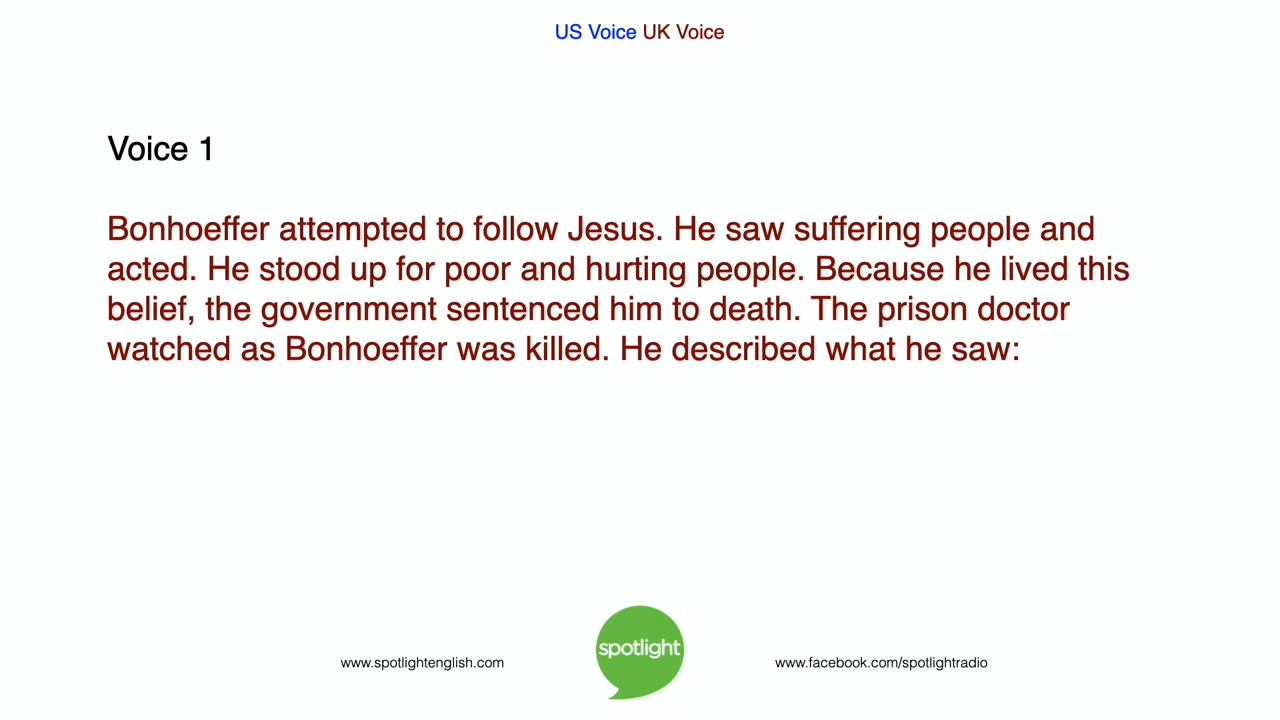 US Voice UK Voice
Voice 1
Bonhoeffer attempted to follow Jesus. He saw suffering people and
acted. He stood up for poor and hurting people. Because he lived this
belief, the government sentenced him to death. The prison doctor
watched as Bonhoeffer was killed. He described what he saw:
www.spotlightenglish.com
spotlight
www.facebook.com/spotlightradio